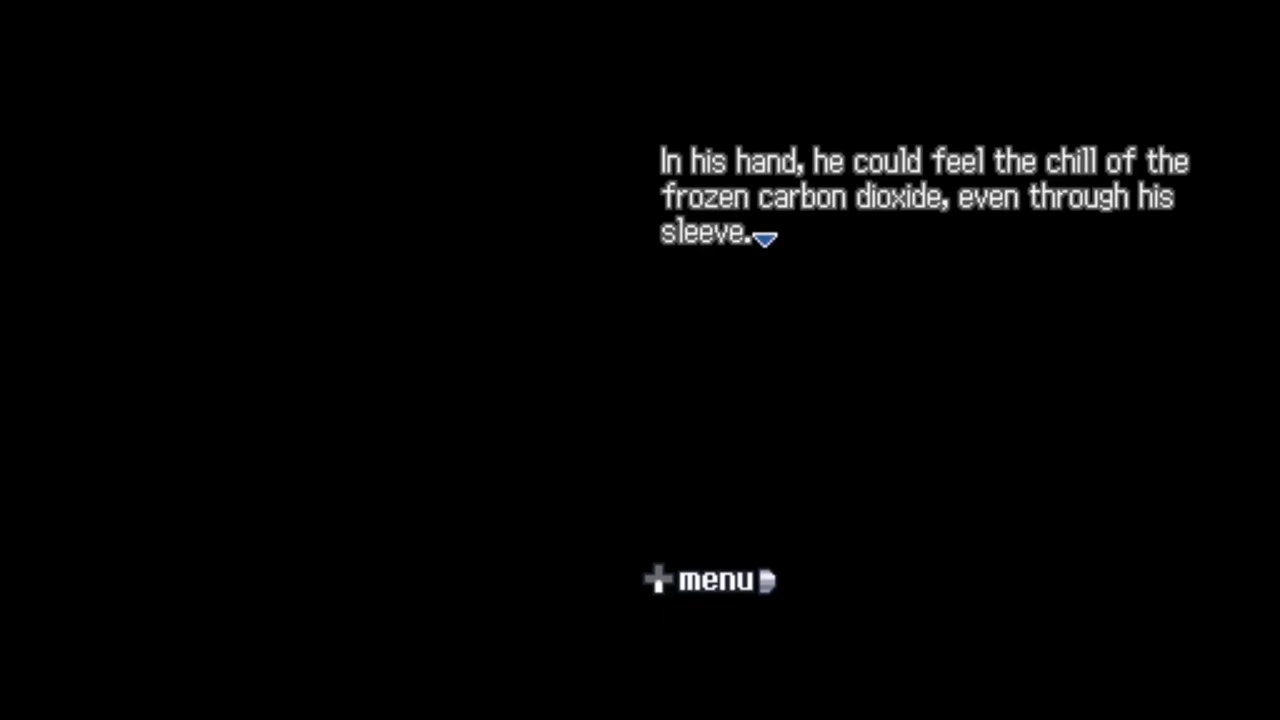 In his hand, he could feel the chill of the
frozen carbon dioxide, even through his
sleeve.
menu